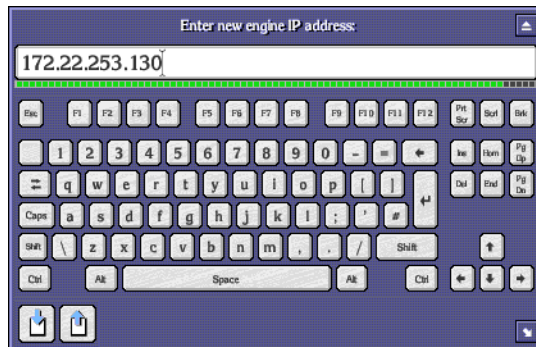 Enter new engine IP address:
172.22.253.130
Esc F1 F2 F3 F4 F5 F6 F7 F8 F9 F10 F11 F12 Prt Scr Scrl Brk
1 2 3 4 5 6 7 8 9 0 - = Ins Hom Pg Up
q w e r t y u i o p [ ] Del End Pg Dn
Caps a s d f g h j k l ; ' #
Shift \ z x c v b n m , . / Shift
Ctrl Alt Space Alt Ctrl